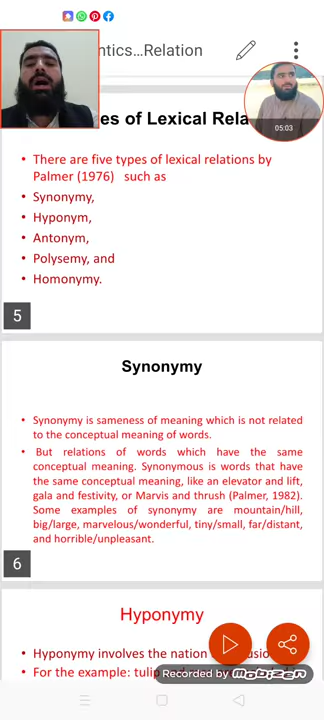 ntics...Relation
es of Lexical Rela
05:03
• There are five types of lexical relations by
Palmer (1976) such as
• Synonymy,
• Hyponym,
• Antonym,
• Polysemy, and
• Homonymy.
5
Synonymy
• Synonymy is sameness of meaning which is not related
to the conceptual meaning of words.
• But relations of words which have the same
conceptual meaning. Synonymous is words that have
the same conceptual meaning, like an elevator and lift,
gala and festivity, or Marvis and thrush (Palmer, 1982).
Some examples of synonymy are mountain/hill,
big/large, marvelous/wonderful, tiny/small, far/distant,
and horrible/unpleasant.
6
Hyponymy
• Hyponymy involves the nation
• For the example: tulip
Recorded by mobizen